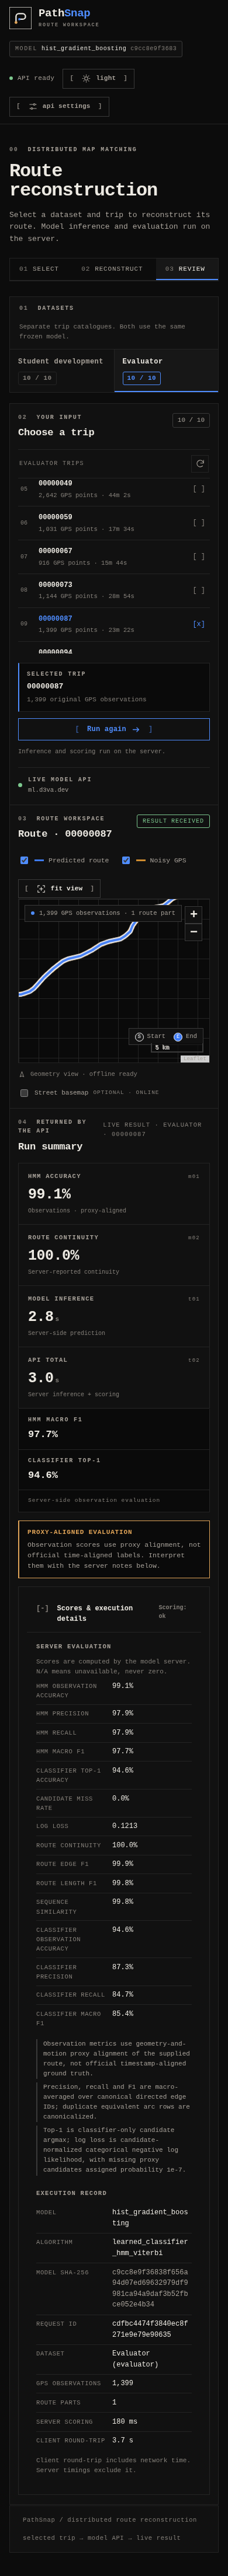 PathSnap
ROUTE WORKSPACE
MODEL hist_gradient_boosting c9cc8e9f3683
API ready [ light ]
[ api settings ]
00 DISTRIBUTED MAP MATCHING
Route
reconstruction
Select a dataset and trip to reconstruct its
route. Model inference and evaluation run on
the server.
01 SELECT 02 RECONSTRUCT 03 REVIEW
01 DATASETS
Separate trip catalogues. Both use the same
frozen model.
Student development Evaluator
10 / 10 10 / 10
02 YOUR INPUT 10 / 10
Choose a trip
EVALUATOR TRIPS
00000049
05 [ ]
2,642 GPS points · 44m 2s
00000059
06 [ ]
1,031 GPS points · 17m 34s
00000067
07 [ ]
916 GPS points · 15m 44s
00000073
08 [ ]
1,144 GPS points · 28m 54s
00000087
09 [x]
1,399 GPS points · 23m 22s
00000094
SELECTED TRIP
00000087
1,399 original GPS observations
[ Run again → ]
Inference and scoring run on the server.
LIVE MODEL API
ml.d3va.dev
03 ROUTE WORKSPACE RESULT RECEIVED
Route · 00000087
Predicted route Noisy GPS
[ fit view ]
1,399 GPS observations · 1 route part
+
−
S Start E End
5 km
Leaflet
Geometry view · offline ready
Street basemap OPTIONAL · ONLINE
04 RETURNED BY
THE API
LIVE RESULT · EVALUATOR
· 00000087
Run summary
HMM ACCURACY m01
99.1%
Observations · proxy-aligned
ROUTE CONTINUITY m02
100.0%
Server-reported continuity
MODEL INFERENCE t01
2.8s
Server-side prediction
API TOTAL t02
3.0s
Server inference + scoring
HMM MACRO F1
97.7%
CLASSIFIER TOP-1
94.6%
Server-side observation evaluation
PROXY-ALIGNED EVALUATION
Observation scores use proxy alignment, not
official time-aligned labels. Interpret
them with the server notes below.
[-] Scores & execution
details
Scoring:
ok
SERVER EVALUATION
Scores are computed by the model server.
N/A means unavailable, never zero.
HMM OBSERVATION
ACCURACY
99.1%
HMM PRECISION 97.9%
HMM RECALL 97.9%
HMM MACRO F1 97.7%
CLASSIFIER TOP-1
ACCURACY
94.6%
CANDIDATE MISS
RATE
0.0%
LOG LOSS 0.1213
ROUTE CONTINUITY 100.0%
ROUTE EDGE F1 99.9%
ROUTE LENGTH F1 99.8%
SEQUENCE
SIMILARITY
99.8%
CLASSIFIER
OBSERVATION
ACCURACY
94.6%
CLASSIFIER
PRECISION
87.3%
CLASSIFIER RECALL 84.7%
CLASSIFIER MACRO
F1
85.4%
Observation metrics use geometry-and-
motion proxy alignment of the supplied
route, not official timestamp-aligned
ground truth.
Precision, recall and F1 are macro-
averaged over canonical directed edge
IDs; duplicate equivalent arc rows are
canonicalized.
Top-1 is classifier-only candidate
argmax; log loss is candidate-
normalized categorical negative log
likelihood, with missing proxy
candidates assigned probability 1e-7.
EXECUTION RECORD
MODEL hist_gradient_boos
ting
ALGORITHM learned_classifier
_hmm_viterbi
MODEL SHA-256 c9cc8e9f36838f656a
94d07ed69632979df9
981ca94a9daf3b52fb
ce052e4b34
REQUEST ID cdfbc4474f3840ec8f
271e9e79e90635
DATASET Evaluator
(evaluator)
GPS OBSERVATIONS 1,399
ROUTE PARTS 1
SERVER SCORING 180 ms
CLIENT ROUND-TRIP 3.7 s
Client round-trip includes network time.
Server timings exclude it.
PathSnap / distributed route reconstruction
selected trip → model API → live result